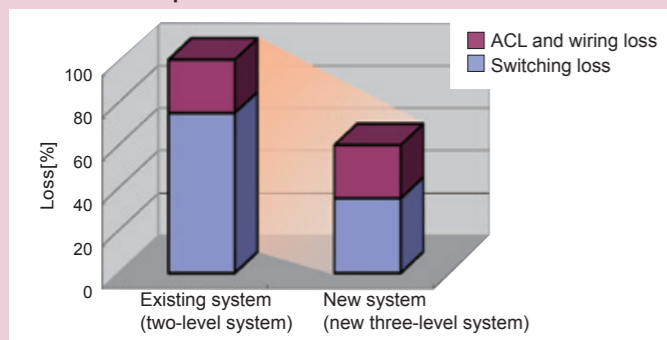 ACL and wiring loss
Switching loss
Loss[%]
100
80
60
40
20
0
Existing system
(two-level system)
New system
(new three-level system)